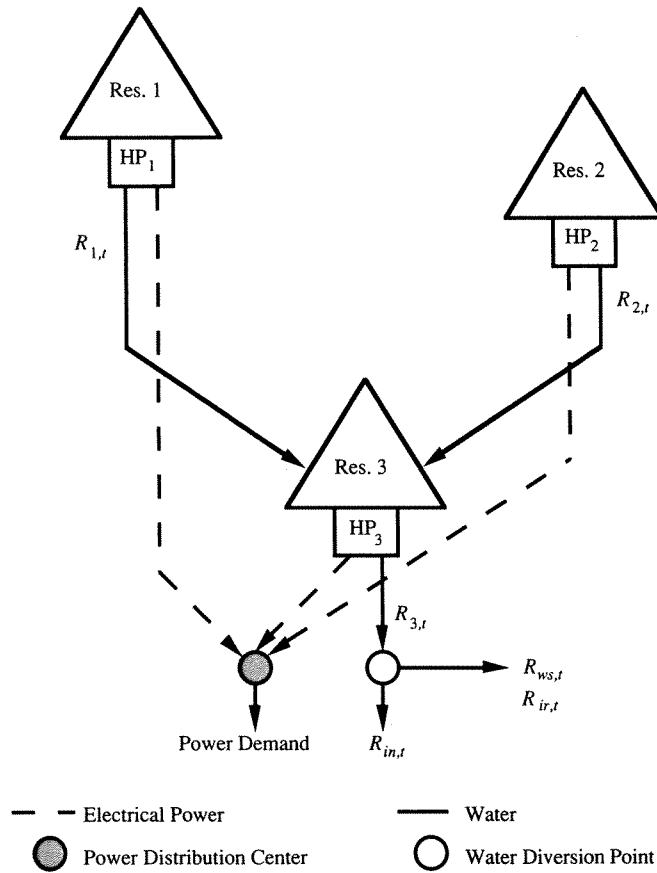 Res. 1
HP1
Res. 2
HP2
R1,t
R2,t
Res. 3
HP3
R3,t
Rws,t
Rir,t
Power Demand
Rin,t
Electrical Power
Water
Power Distribution Center
Water Diversion Point